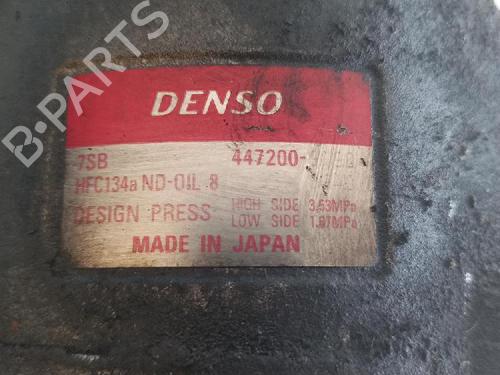 B-PARTS
DENSO
7SB 447200-
HFC134a ND-OIL 8
DESIGN PRESS HIGH SIDE 3.53MPa
LOW SIDE 1.67MPa
MADE IN JAPAN